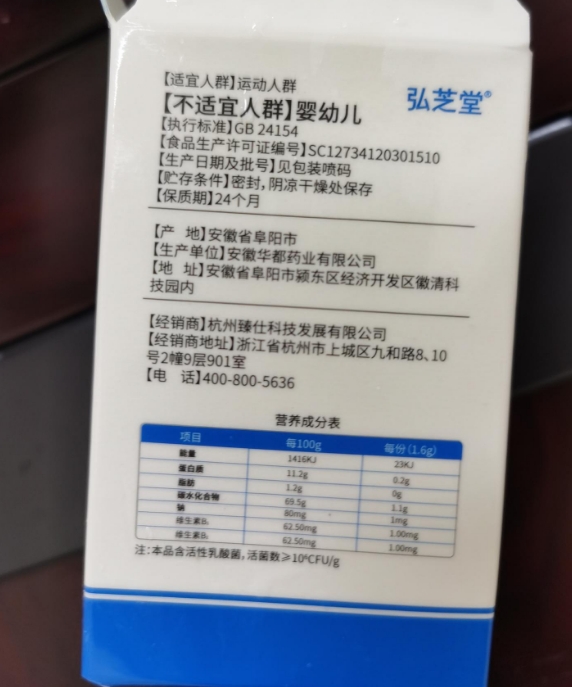 【适宜人群】运动人群
弘芝堂®
【不适宜人群】婴幼儿
【执行标准】GB 24154
【食品生产许可证编号】SC12734120301510
【生产日期及批号】见包装喷码
【贮存条件】密封，阴凉干燥处保存
【保质期】24个月
【产 地】安徽省阜阳市
【生产单位】安徽华都药业有限公司
【地 址】安徽省阜阳市颍东区经济开发区徽清科
技园内
【经销商】杭州臻仕科技发展有限公司
【经销商地址】浙江省杭州市上城区九和路8、10
号2幢9层901室
【电 话】400-800-5636
营养成分表
项目 每100g 每份(1.6g)
能量 1416KJ 23KJ
蛋白质 11.2g 0.2g
脂肪 1.2g 0g
碳水化合物 69.5g 1.1g
钠 80mg 1mg
维生素B 62.50mg 1.00mg
维生素B 62.50mg 1.00mg
注：本品含活性乳酸菌，活菌数≥10⁶CFU/g